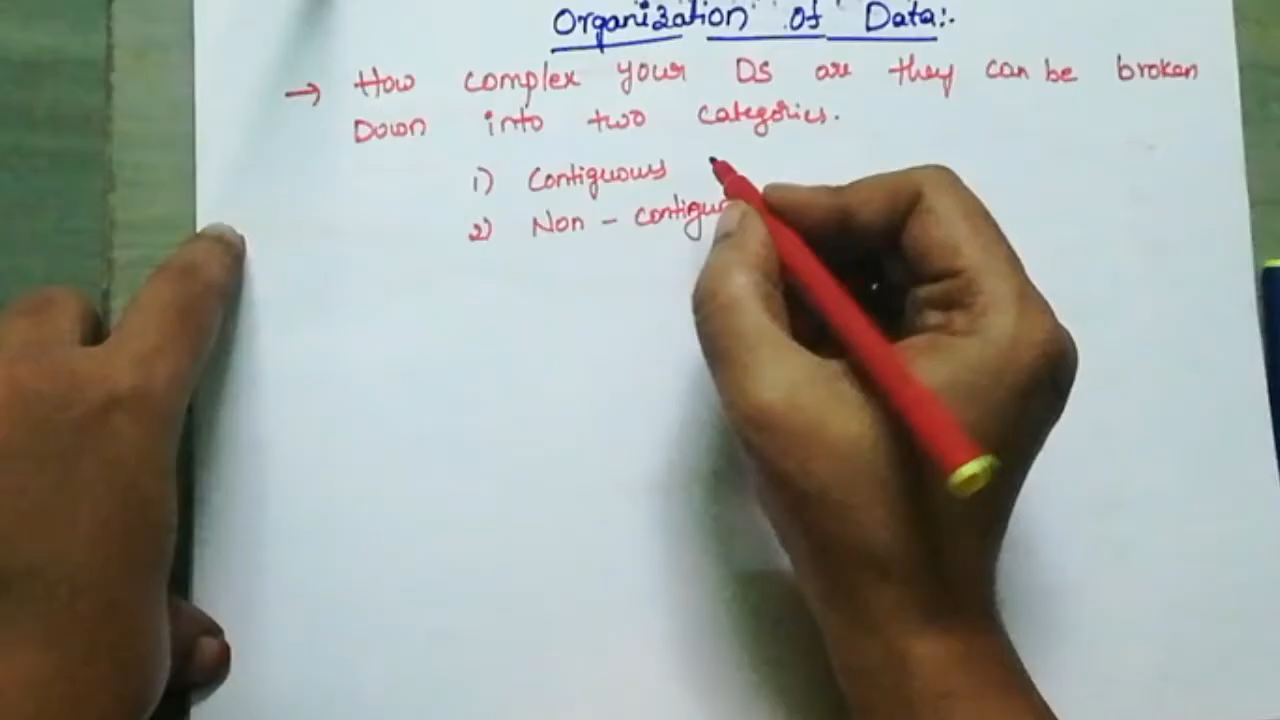 Organization of Data:-
→ How complex your DS are they can be broken
Down into two categories.
1) Contiguous
2) Non - contigu